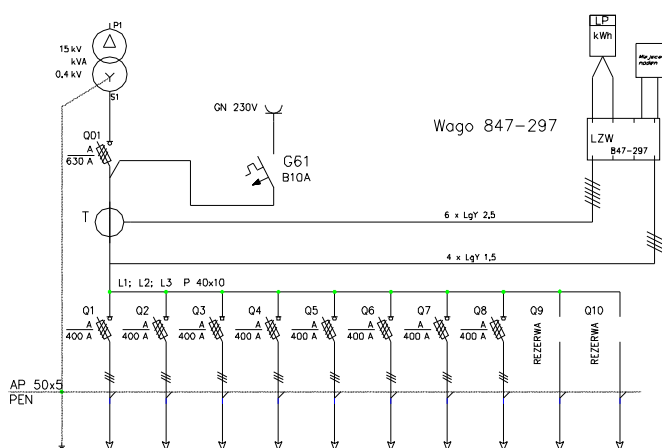 LP1
15 kV
kVA
0.4 kV
S1
LP
kWh
GN 230V
Wago 847-297
LZW
847-297
QD1
A
630 A
G61
B10A
T
6 x LgY 2,5
4 x LgY 1,5
L1; L2; L3 P 40x10
Q1
A
400 A
Q2
A
400 A
Q3
A
400 A
Q4
A
400 A
Q5
A
400 A
Q6
A
400 A
Q7
A
400 A
Q8
A
400 A
Q9
REZERWA
Q10
REZERWA
AP 50x5
PEN